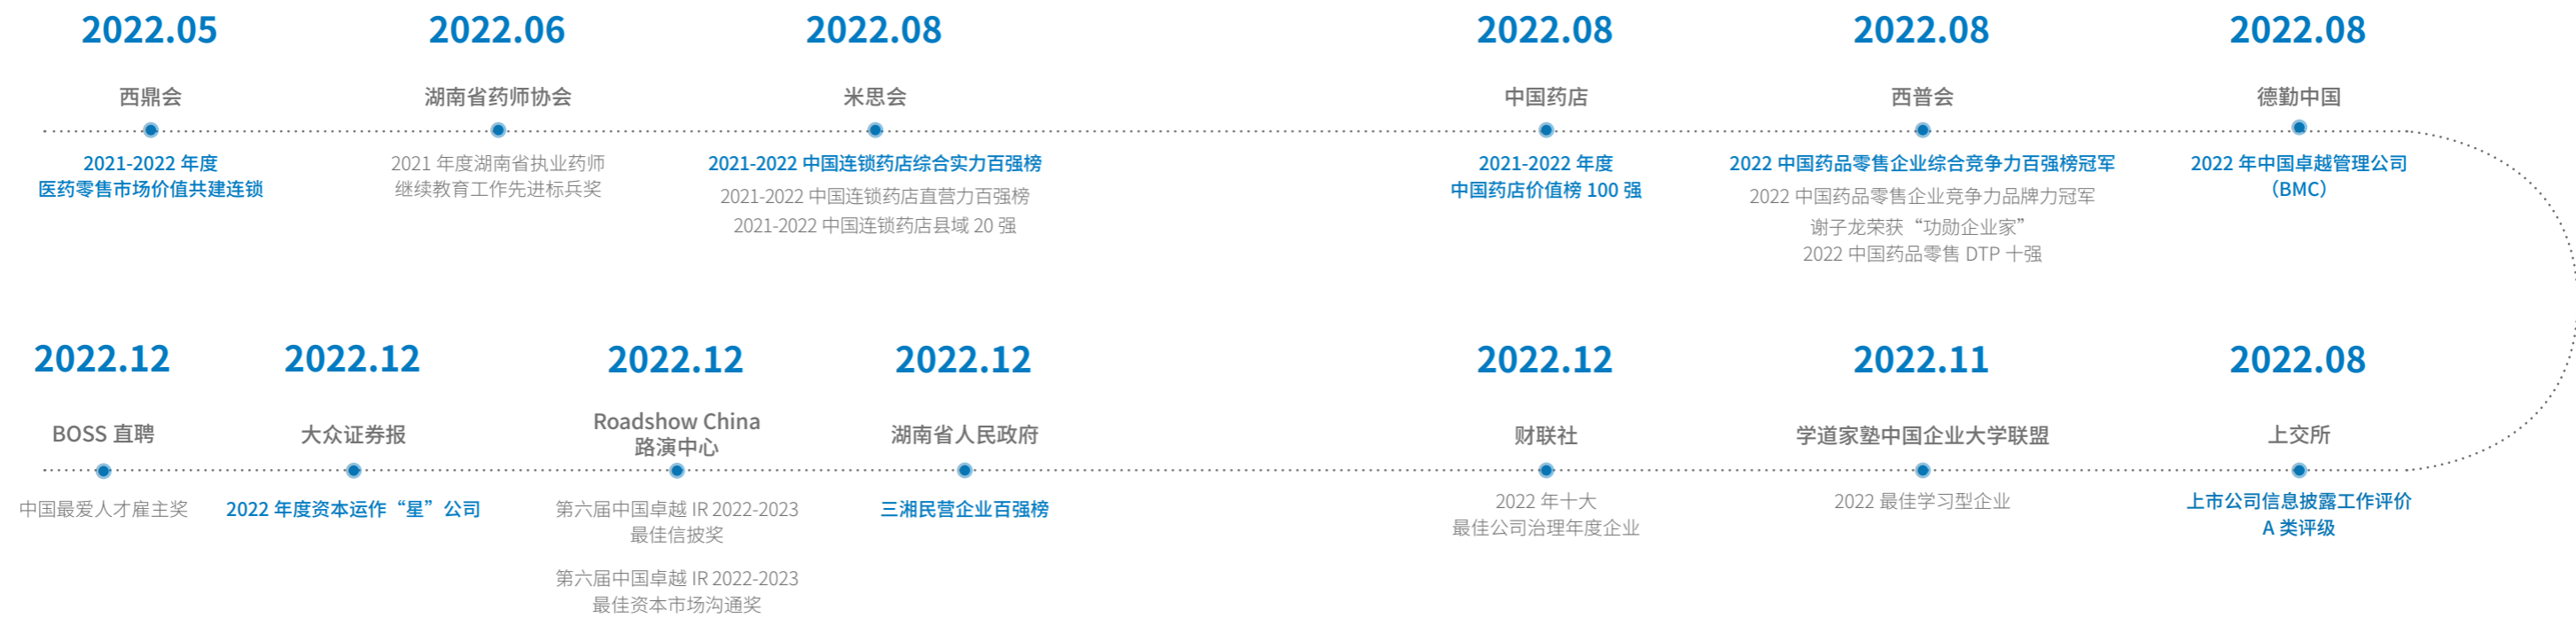 2022.05
西鼎会
2021-2022 年度
医药零售市场价值共建连锁
2022.06
湖南省药师协会
2021 年度湖南省执业药师
继续教育工作先进标兵奖
2022.08
米思会
2021-2022 中国连锁药店综合实力百强榜
2021-2022 中国连锁药店直营力百强榜
2021-2022 中国连锁药店县域 20 强
2022.08
中国药店
2021-2022 年度
中国药店价值榜 100 强
2022.08
西普会
2022 中国药品零售企业综合竞争力百强榜冠军
2022 中国药品零售企业竞争力品牌力冠军
谢子龙荣获“功勋企业家”
2022 中国药品零售 DTP 十强
2022.08
德勤中国
2022 年中国卓越管理公司
（BMC）
2022.08
上交所
上市公司信息披露工作评价
A 类评级
2022.11
学道家塾中国企业大学联盟
2022 最佳学习型企业
2022.12
财联社
2022 年十大
最佳公司治理年度企业
2022.12
湖南省人民政府
三湘民营企业百强榜
2022.12
Roadshow China
路演中心
第六届中国卓越 IR 2022-2023
最佳信披奖
第六届中国卓越 IR 2022-2023
最佳资本市场沟通奖
2022.12
大众证券报
2022 年度资本运作“星”公司
2022.12
BOSS 直聘
中国最爱人才雇主奖